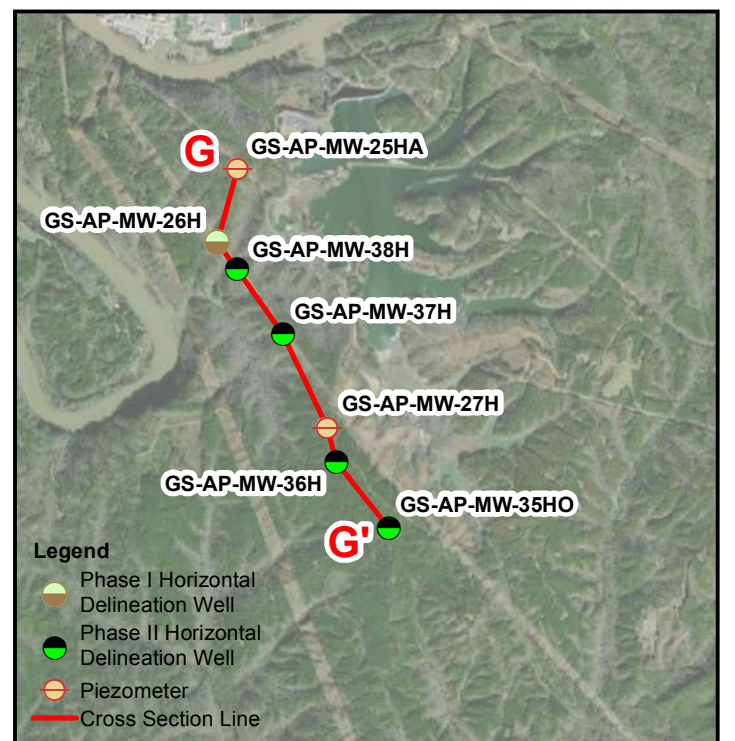 G
GS-AP-MW-25HA
GS-AP-MW-26H
GS-AP-MW-38H
GS-AP-MW-37H
GS-AP-MW-27H
GS-AP-MW-36H
GS-AP-MW-35HO
G'
Legend
Phase I Horizontal
Delineation Well
Phase II Horizontal
Delineation Well
Piezometer
Cross Section Line